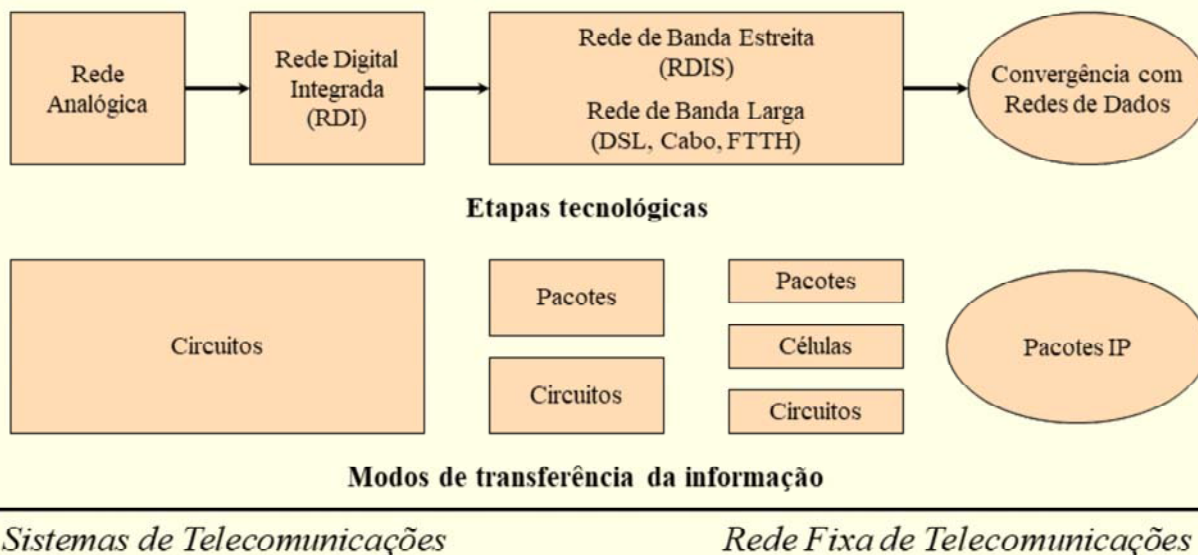 Rede
Analógica
Rede Digital
Integrada
(RDI)
Rede de Banda Estreita
(RDIS)
Rede de Banda Larga
(DSL, Cabo, FTTH)
Convergência com
Redes de Dados
Etapas tecnológicas
Circuitos
Pacotes
Circuitos
Pacotes
Células
Circuitos
Pacotes IP
Modos de transferência da informação
Sistemas de Telecomunicações
Rede Fixa de Telecomunicações